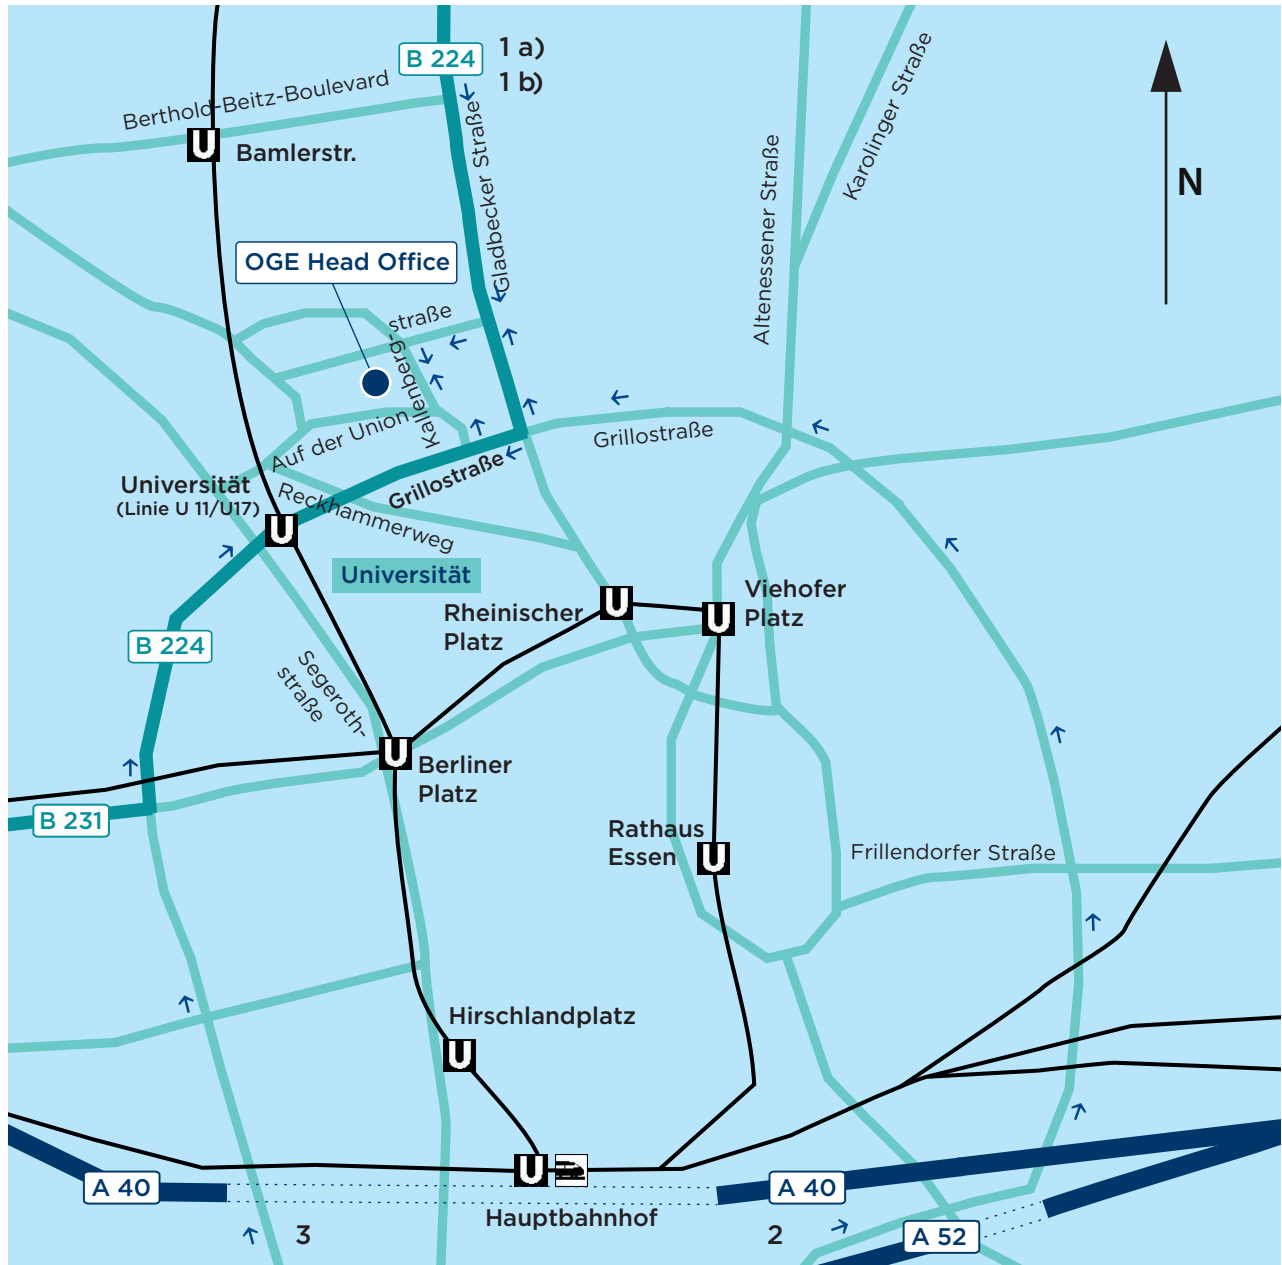 B 224
1 a)
1 b)
Berthold-Beitz-Boulevard
U
Bamlerstr.
Gladbecker Straße
Altenessener Straße
Karolinger Straße
N
OGE Head Office
Kallenberg-
straße
Auf der Union
Grillostraße
Grillostraße
Universität
(Linie U 11/U17)
U
Reckhammerweg
Universität
Rheinischer
Platz
U
Viehofer
Platz
U
B 224
Segeroth-
straße
U
Berliner
Platz
B 231
Rathaus
Essen
U
Frillendorfer Straße
Hirschlandplatz
U
U
A 40
A 40
Hauptbahnhof
3
2
A 52